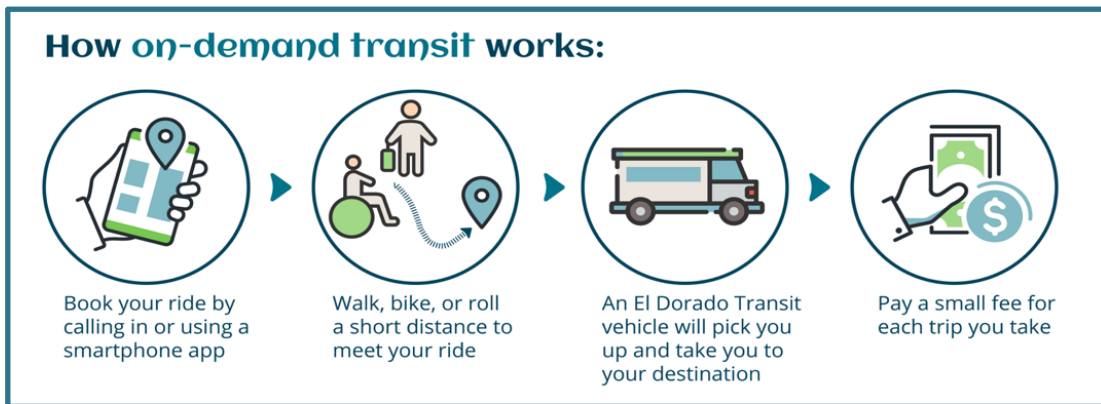 How on-demand transit works:
$
Book your ride by
calling in or using a
smartphone app
Walk, bike, or roll
a short distance to
meet your ride
An El Dorado Transit
vehicle will pick you
up and take you to
your destination
Pay a small fee for
each trip you take